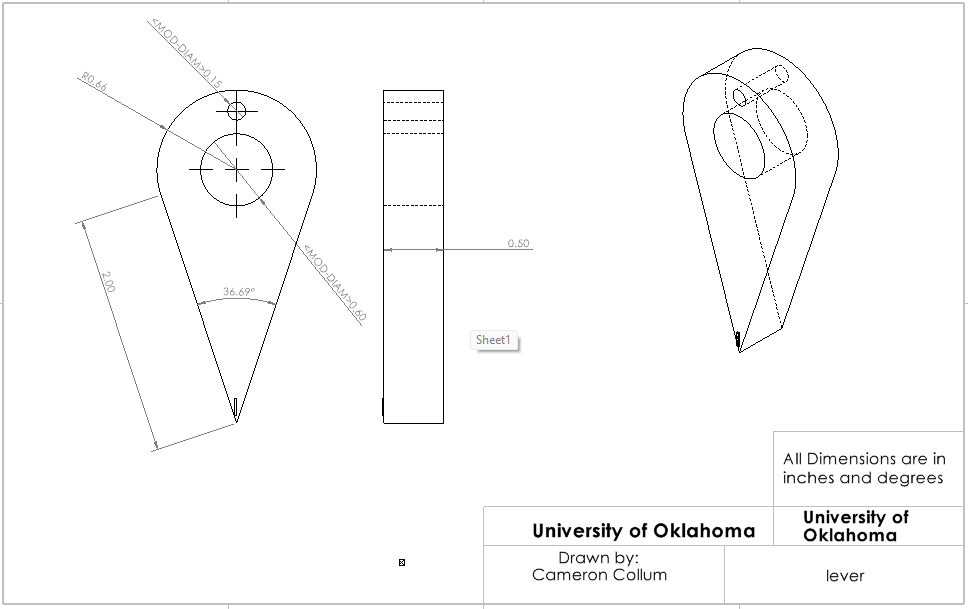 <MOD-DIAM>0.15
R0.66
2.00
36.69°
<MOD-DIAM>0.60
0.50
Sheet1
All Dimensions are in
inches and degrees
University of Oklahoma
University of
Oklahoma
Drawn by:
Cameron Collum
lever